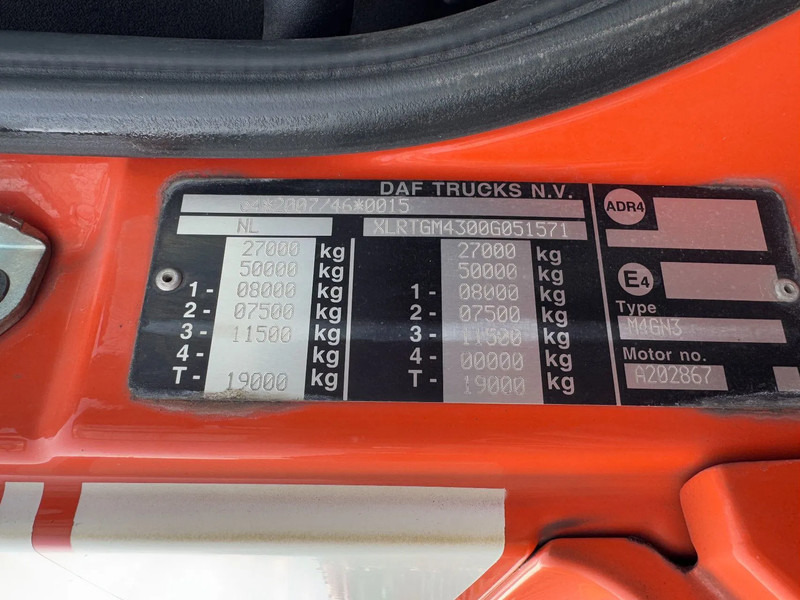 DAF TRUCKS N.V.
e4*2007/46*0015
NL XLRTGM4300G051571
27000 kg 27000 kg
50000 kg 50000 kg
1- 08000 kg 1- 08000 kg
2- 07500 kg 2- 07500 kg
3- 11500 kg 3- 11500 kg
4- kg 4- 00000 kg
T- 19000 kg T- 19000 kg
ADR4
E4
Type
M4GN3
Motor no.
A202867